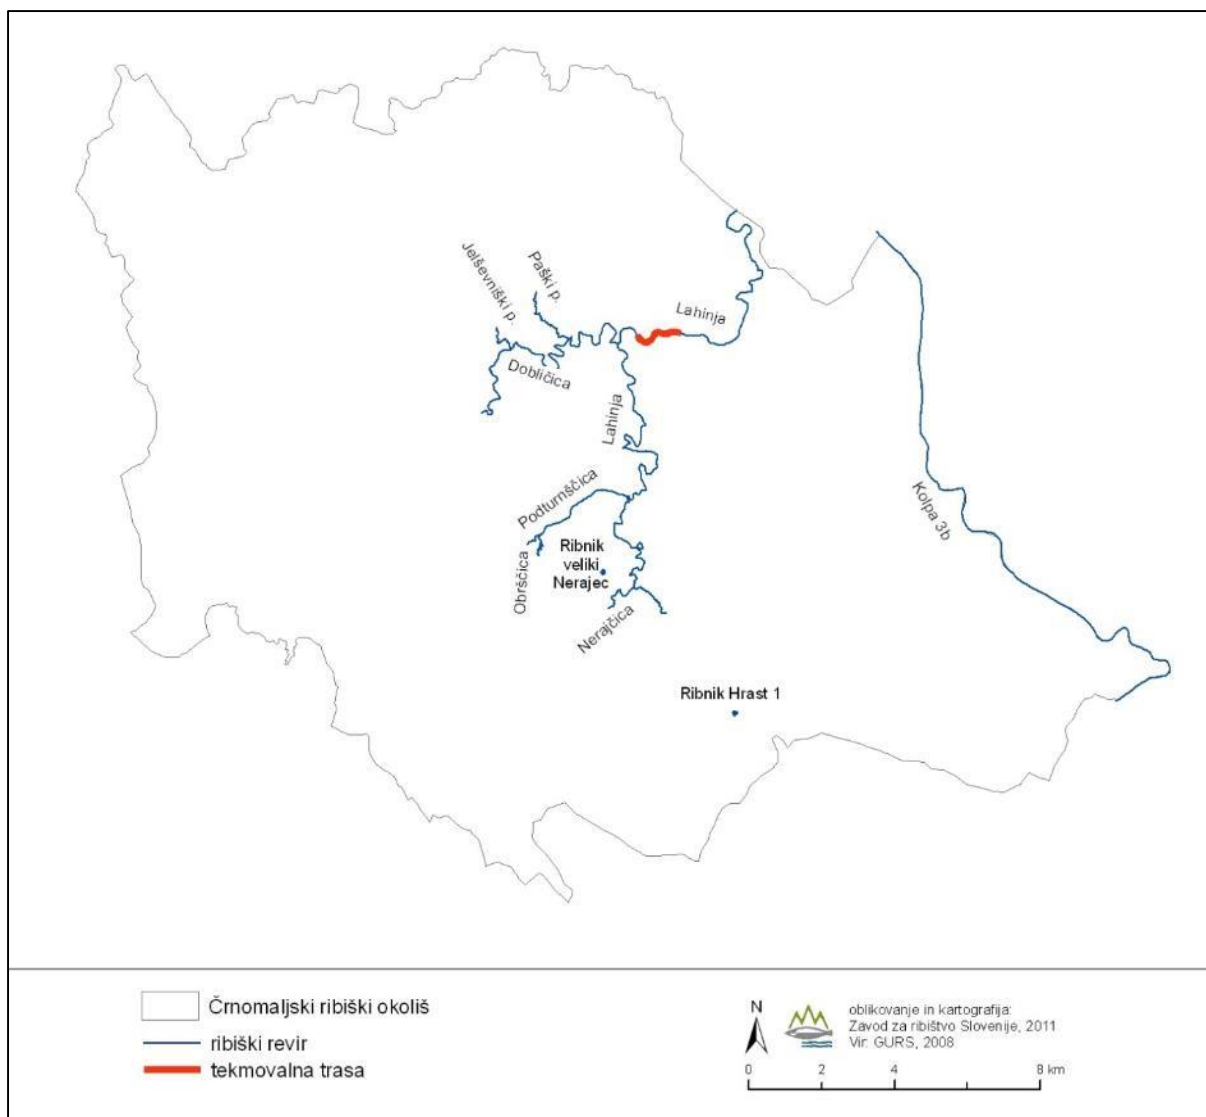 Jelševniški p.
Paški p.
Lahinja
Dobličica
Lahinja
Kolpa 3b
Podturnščica
Obrščica
Ribnik
veliki
Nerajec
Nerajčica
Ribnik Hrast 1
Črnomaljski ribiški okoliš
ribiški revir
tekmovalna trasa
N
oblikovanje in kartografija:
Zavod za ribištvo Slovenije, 2011
Vir: GURS, 2008
0 2 4 8 km